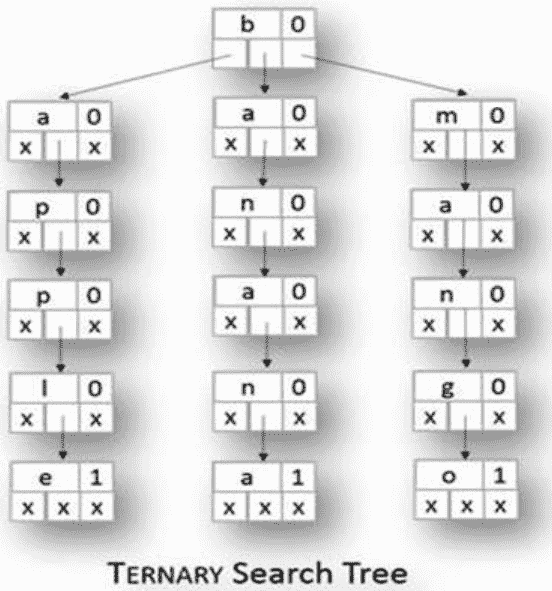 b 0
a 0 a 0 m 0
x x x x x x
p 0 n 0 a 0
x x x x x x
p 0 a 0 n 0
x x x x x x
l 0 n 0 g 0
x x x x x x
e 1 a 1 o 1
x x x x x x x x x
TERNARY Search Tree